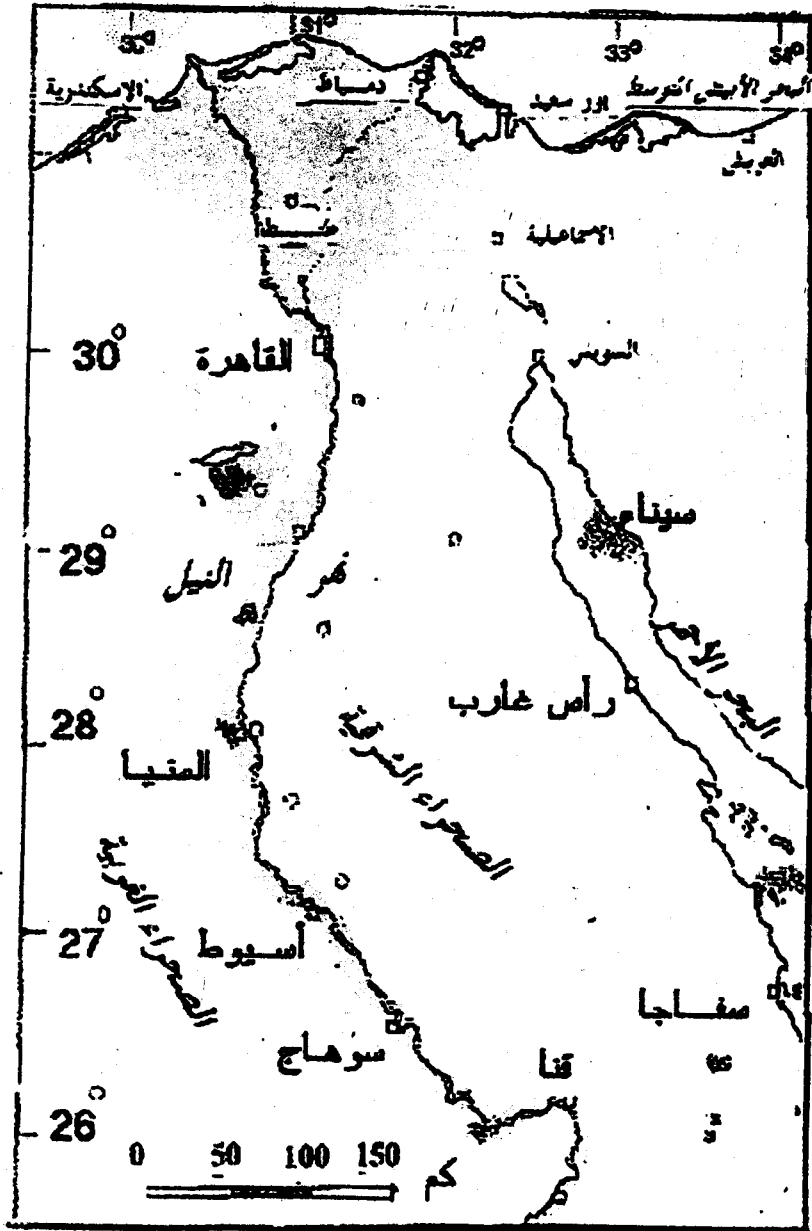 30°
31°
32°
33°
34°
الإسكندرية
دمياط
بور سعيد
البحر الأبيض المتوسط
العريش
طنطا
الاسماعيلية
30°
القاهرة
السويس
سيناء
29°
نهر النيل
البحر الأحمر
رأس غارب
28°
المنيا
الصحراء الشرقية
الصحراء الغربية
27°
أسيوط
سفاجا
سوهاج
قنا
26°
0 50 100 150 كم